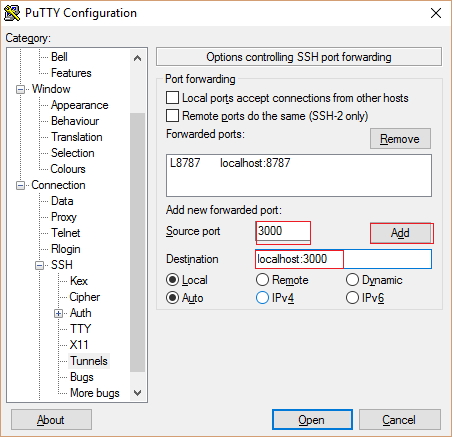 PuTTY Configuration
Category:
Bell
Features
Window
Appearance
Behaviour
Translation
Selection
Colours
Connection
Data
Proxy
Telnet
Rlogin
SSH
Kex
Cipher
Auth
TTY
X11
Tunnels
Bugs
More bugs
Options controlling SSH port forwarding
Port forwarding
Local ports accept connections from other hosts
Remote ports do the same (SSH-2 only)
Forwarded ports: Remove
L8787 localhost:8787
Add new forwarded port:
Source port 3000 Add
Destination localhost:3000
Local Remote Dynamic
Auto IPv4 IPv6
About Open Cancel